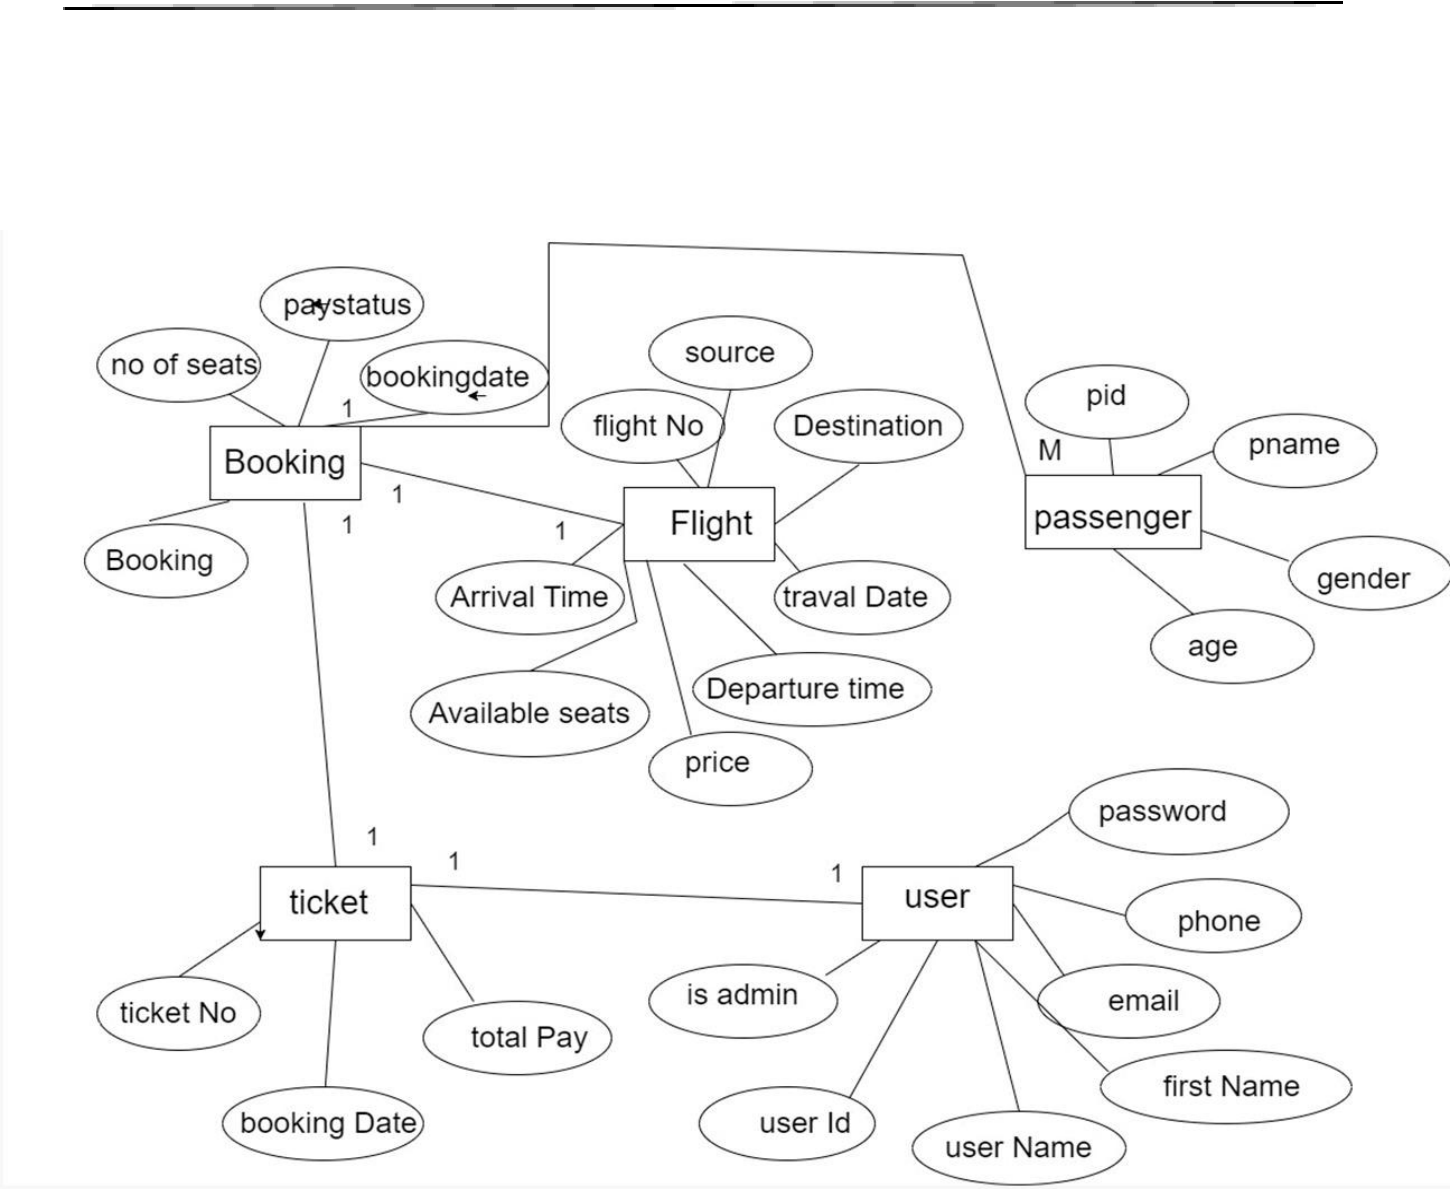 paystatus
no of seats
bookingdate
1
Booking
1
1
Booking
source
flight No
Destination
Flight
1
Arrival Time
traval Date
Available seats
Departure time
price
pid
M
pname
passenger
gender
age
1
1
ticket
ticket No
total Pay
booking Date
1
user
password
phone
is admin
email
first Name
user Id
user Name